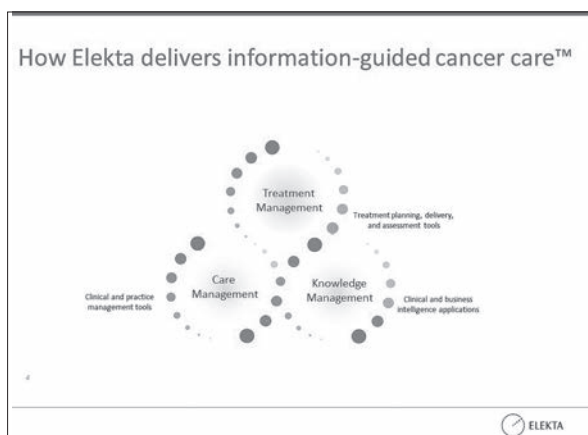 How Elekta delivers information-guided cancer care™
Treatment
Management
Treatment planning, delivery,
and assessment tools
Care
Management
Clinical and practice
management tools
Knowledge
Management
Clinical and business
intelligence applications
4
ELEKTA